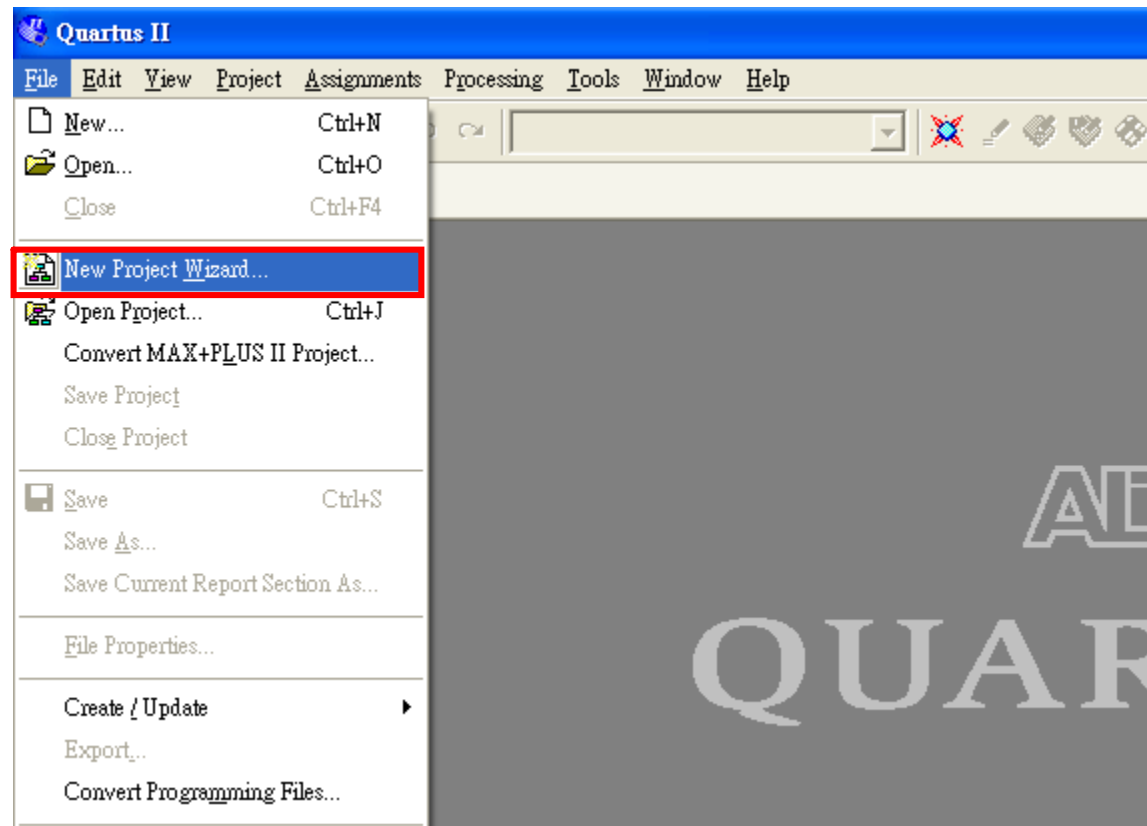 Quartus II
File Edit View Project Assignments Processing Tools Window Help
New... Ctrl+N
Open... Ctrl+O
Close Ctrl+F4
New Project Wizard...
Open Project... Ctrl+J
Convert MAX+PLUS II Project...
Save Project
Close Project
Save Ctrl+S
Save As...
Save Current Report Section As...
File Properties...
Create / Update
Export...
Convert Programming Files...
QUAR